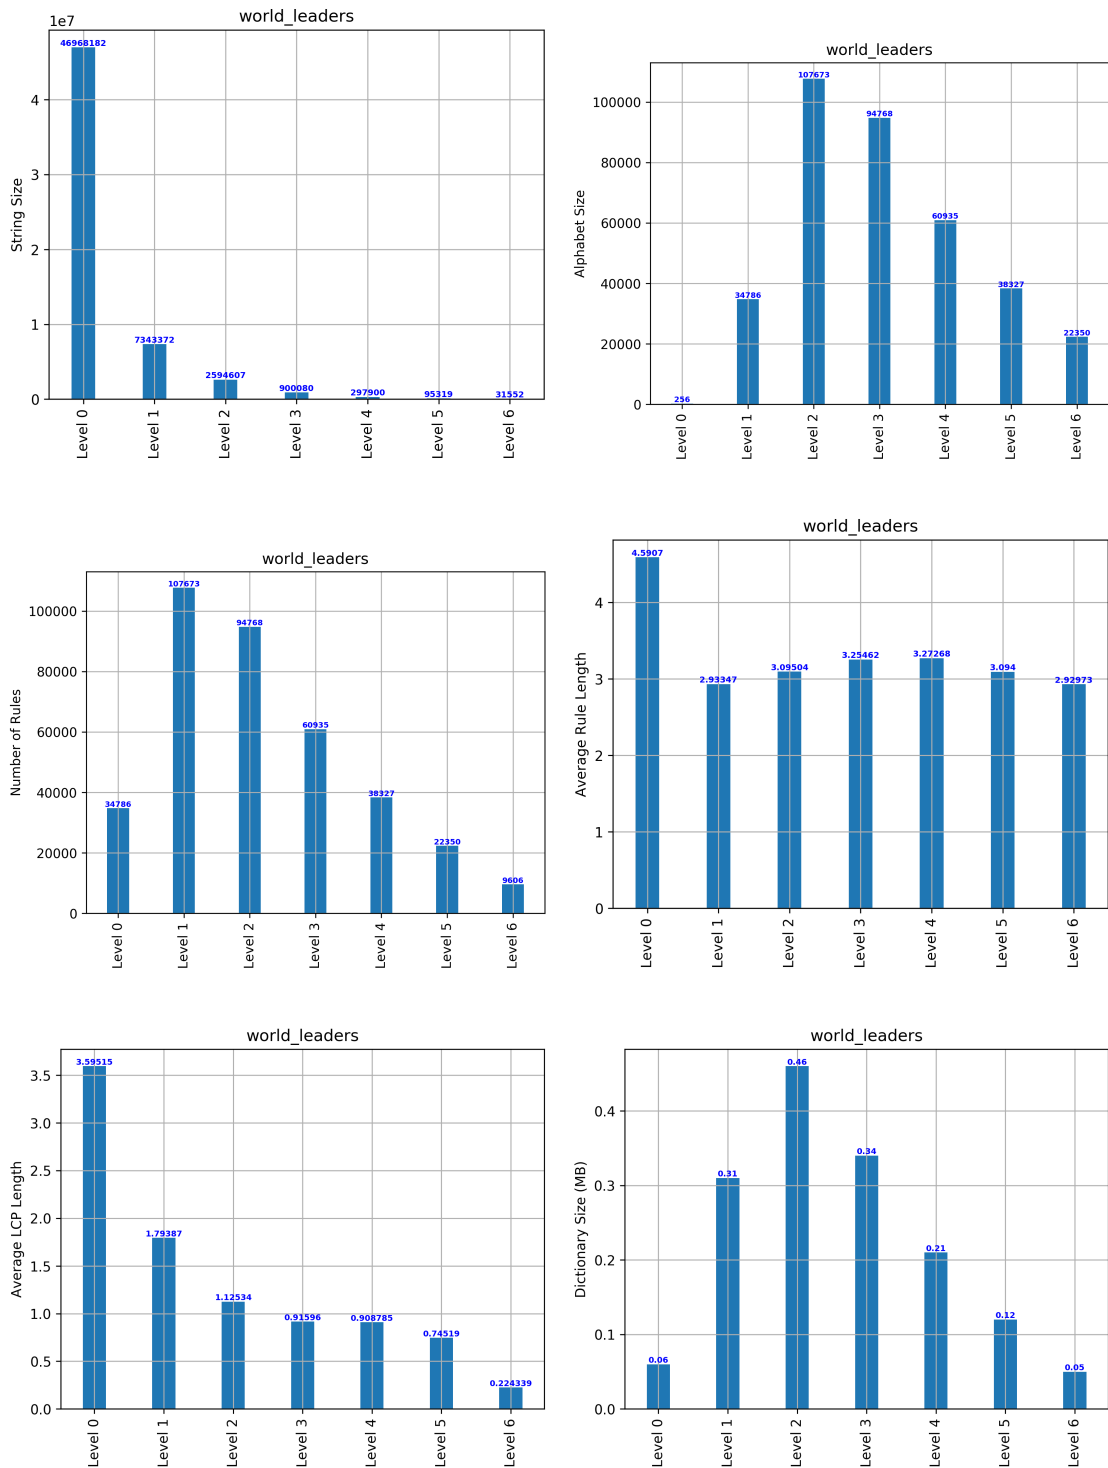 world_leaders
1e7
String Size
4
3
2
1
0
46968182
7343372
2594607
900080
297900
95319
31552
Level 0
Level 1
Level 2
Level 3
Level 4
Level 5
Level 6
world_leaders
Alphabet Size
100000
80000
60000
40000
20000
0
256
34786
107673
94768
60935
38327
22350
Level 0
Level 1
Level 2
Level 3
Level 4
Level 5
Level 6
world_leaders
Number of Rules
100000
80000
60000
40000
20000
0
34786
107673
94768
60935
38327
22350
9606
Level 0
Level 1
Level 2
Level 3
Level 4
Level 5
Level 6
world_leaders
Average Rule Length
4
3
2
1
0
4.5907
2.93347
3.09504
3.25462
3.27268
3.094
2.92973
Level 0
Level 1
Level 2
Level 3
Level 4
Level 5
Level 6
world_leaders
Average LCP Length
3.5
3.0
2.5
2.0
1.5
1.0
0.5
0.0
3.59515
1.79387
1.12534
0.91596
0.908785
0.74519
0.224339
Level 0
Level 1
Level 2
Level 3
Level 4
Level 5
Level 6
world_leaders
Dictionary Size (MB)
0.4
0.3
0.2
0.1
0.0
0.06
0.31
0.46
0.34
0.21
0.12
0.05
Level 0
Level 1
Level 2
Level 3
Level 4
Level 5
Level 6